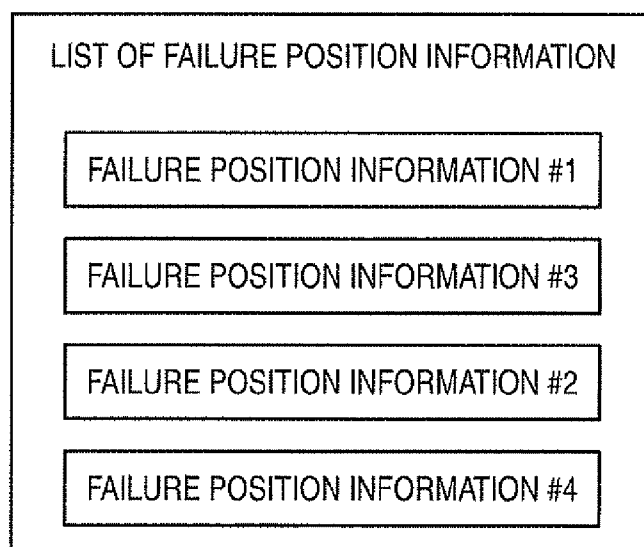 LIST OF FAILURE POSITION INFORMATION
FAILURE POSITION INFORMATION #1
FAILURE POSITION INFORMATION #3
FAILURE POSITION INFORMATION #2
FAILURE POSITION INFORMATION #4